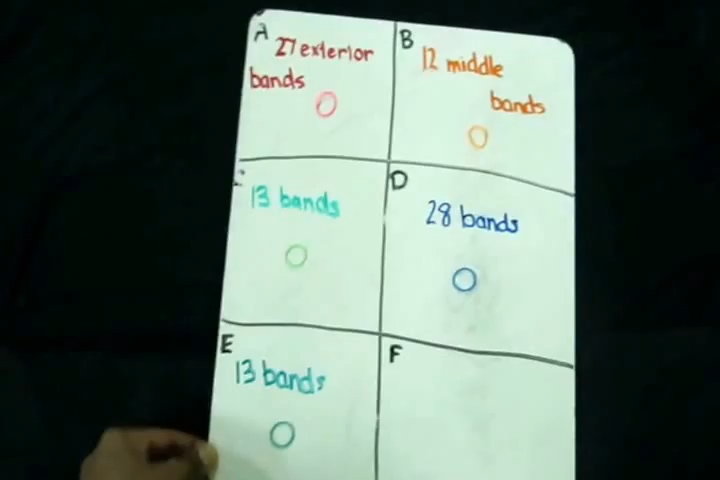 A
27 exterior
bands
B
12 middle
bands
13 bands
D
28 bands
E
13 bands
F